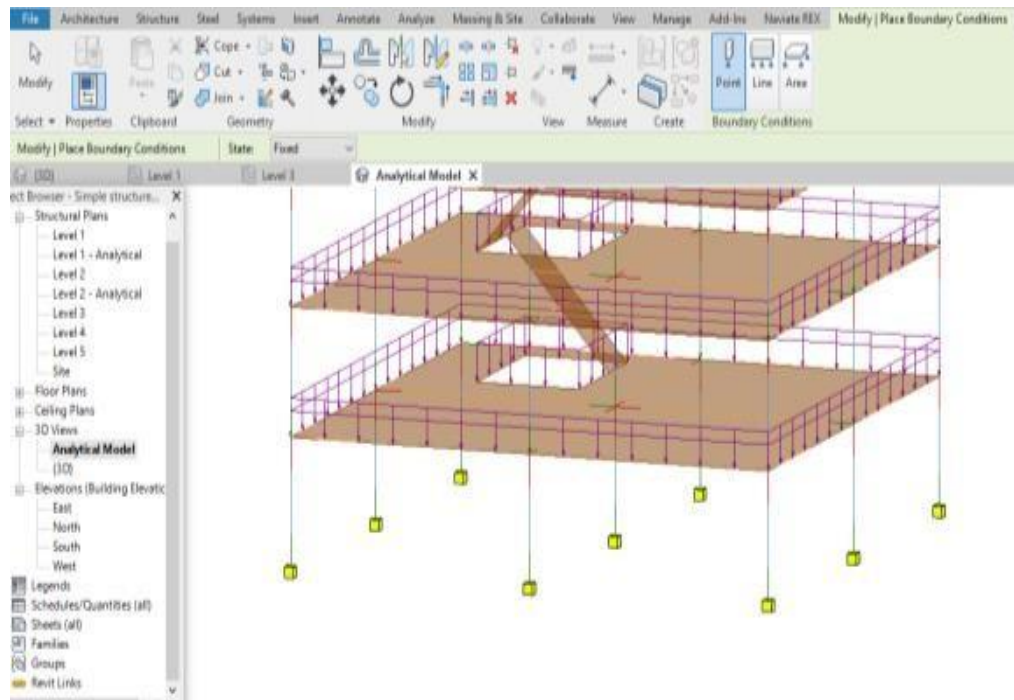 File Architecture Structure Steel Systems Insert Annotate Analyze Massing & Site Collaborate View Manage Add-Ins Naviate REX Modify | Place Boundary Conditions
Modify
Paste
Cope
Cut
Join
Point Line Area
Select Properties Clipboard Geometry Modify View Measure Create Boundary Conditions
Modify | Place Boundary Conditions State: Fixed
{3D} Level 1 Analytical Model X
ect Browser - Simple structure... X
Structural Plans
Level 1
Level 1 - Analytical
Level 2
Level 2 - Analytical
Level 3
Level 4
Level 5
Site
Floor Plans
Ceiling Plans
3D Views
Analytical Model
{3D}
Elevations (Building Elevatic
East
North
South
West
Legends
Schedules/Quantities (all)
Sheets (all)
Families
Groups
Revit Links